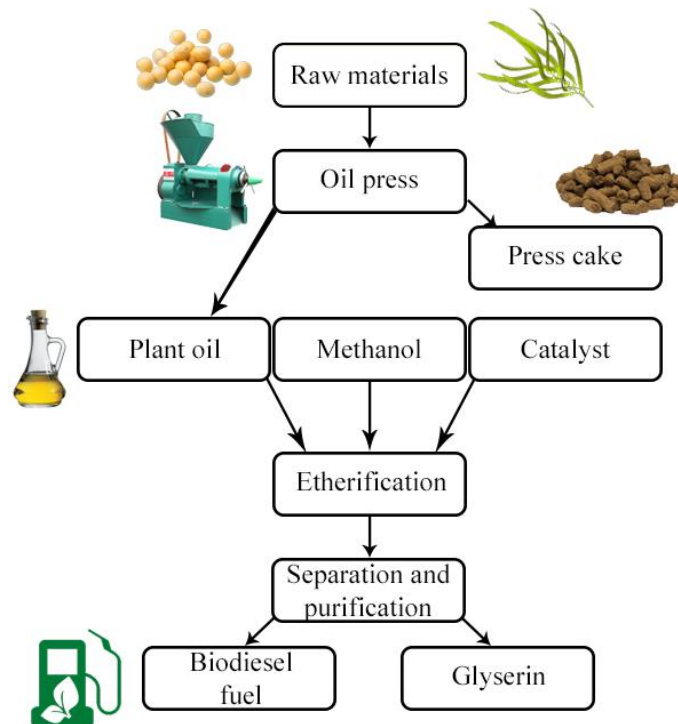 Raw materials
Oil press
Press cake
Plant oil
Methanol
Catalyst
Etherification
Separation and
purification
Biodiesel
fuel
Glyserin